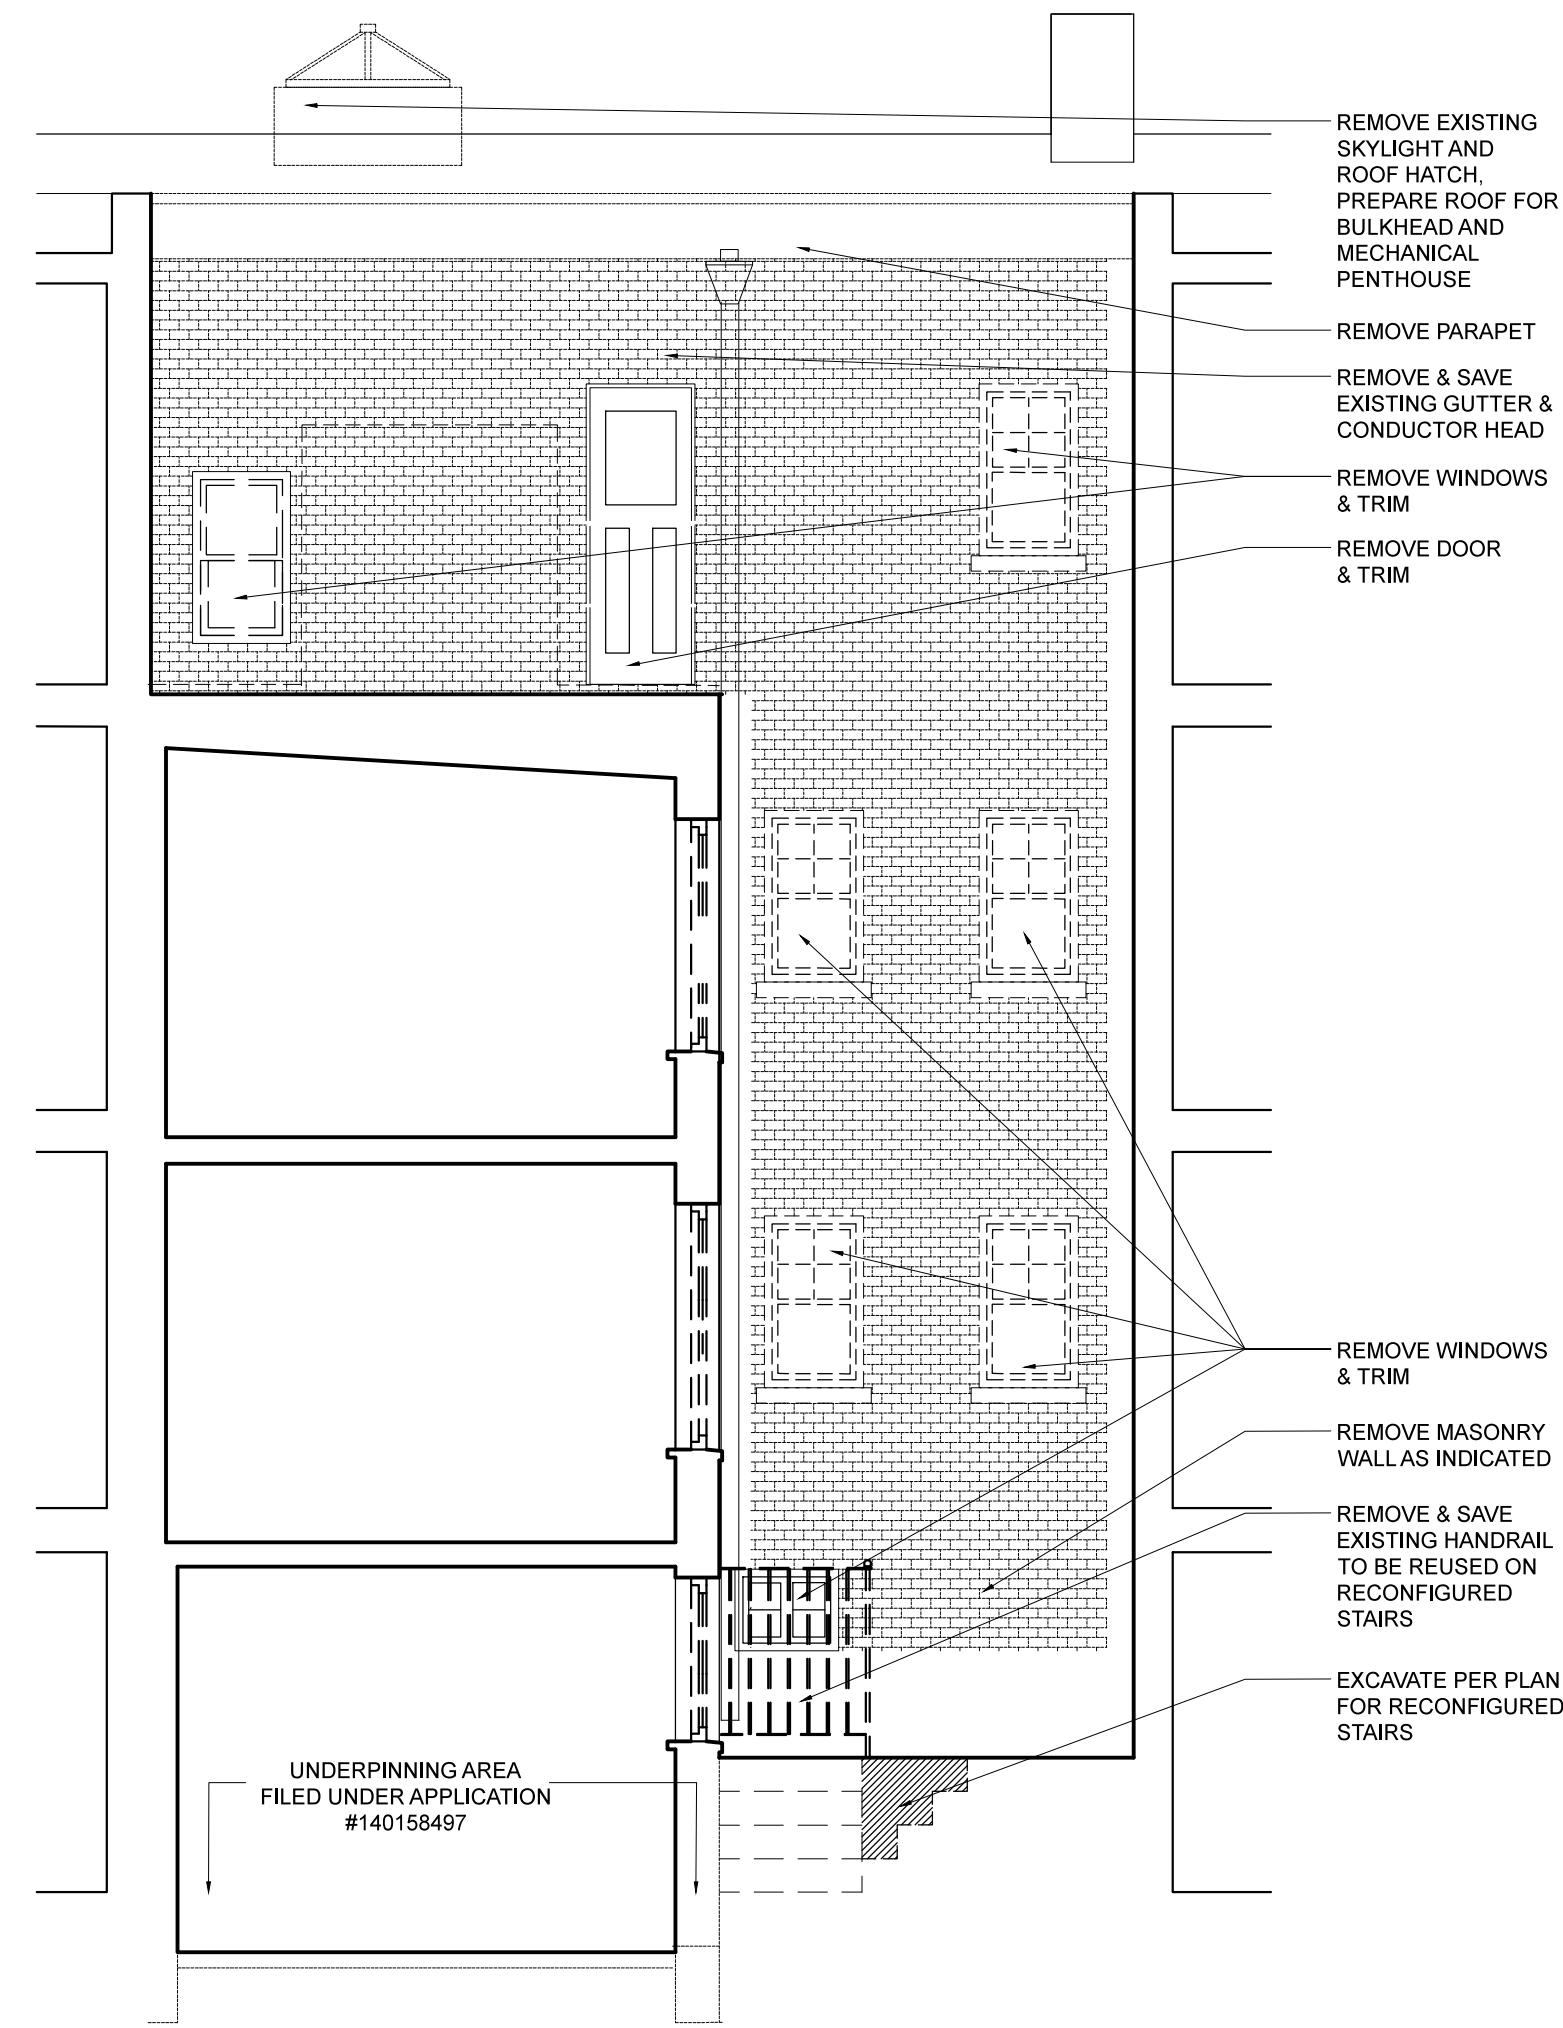 REMOVE EXISTING
SKYLIGHT AND
ROOF HATCH,
PREPARE ROOF FOR
BULKHEAD AND
MECHANICAL
PENTHOUSE
REMOVE PARAPET
REMOVE & SAVE
EXISTING GUTTER &
CONDUCTOR HEAD
REMOVE WINDOWS
& TRIM
REMOVE DOOR
& TRIM
REMOVE WINDOWS
& TRIM
REMOVE MASONRY
WALL AS INDICATED
REMOVE & SAVE
EXISTING HANDRAIL
TO BE REUSED ON
RECONFIGURED
STAIRS
EXCAVATE PER PLAN
FOR RECONFIGURED
STAIRS
UNDERPINNING AREA
FILED UNDER APPLICATION
#140158497